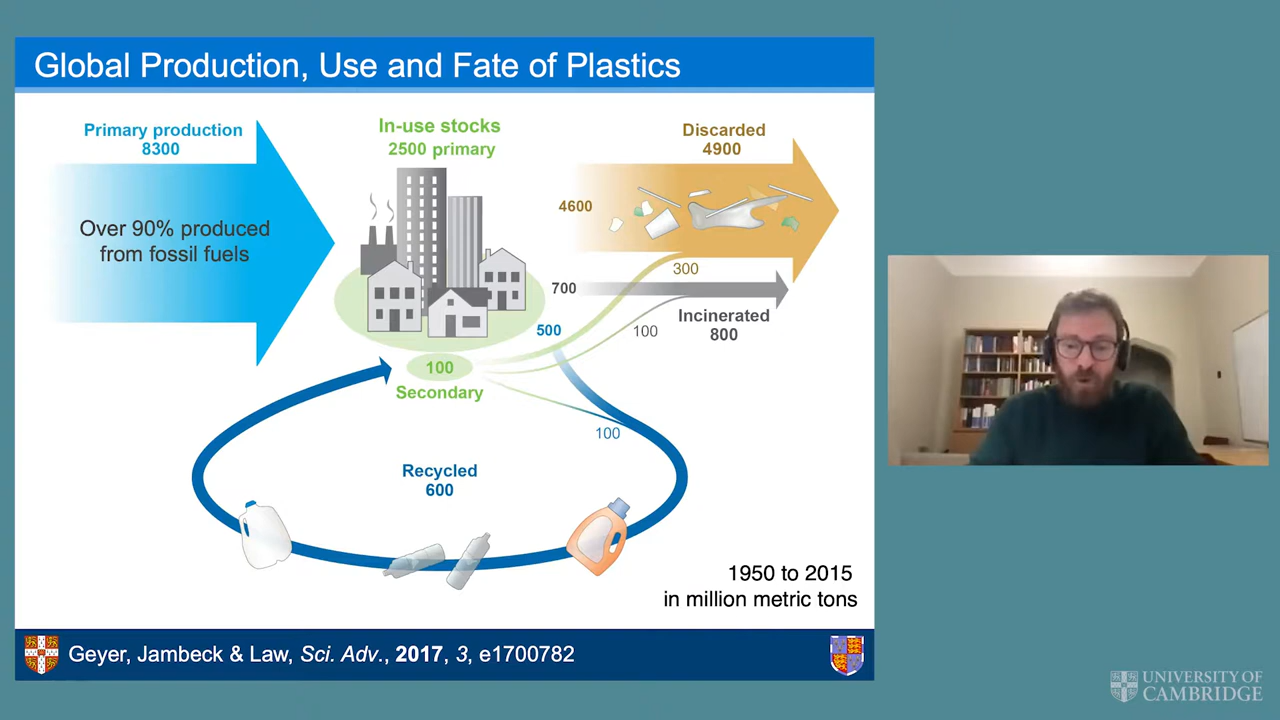 Global Production, Use and Fate of Plastics
Primary production
8300
Over 90% produced
from fossil fuels
In-use stocks
2500 primary
Discarded
4900
4600
300
700
Incinerated
800
500
100
100
Secondary
100
Recycled
600
1950 to 2015
in million metric tons
Geyer, Jambeck & Law, Sci. Adv., 2017, 3, e1700782
UNIVERSITY OF
CAMBRIDGE